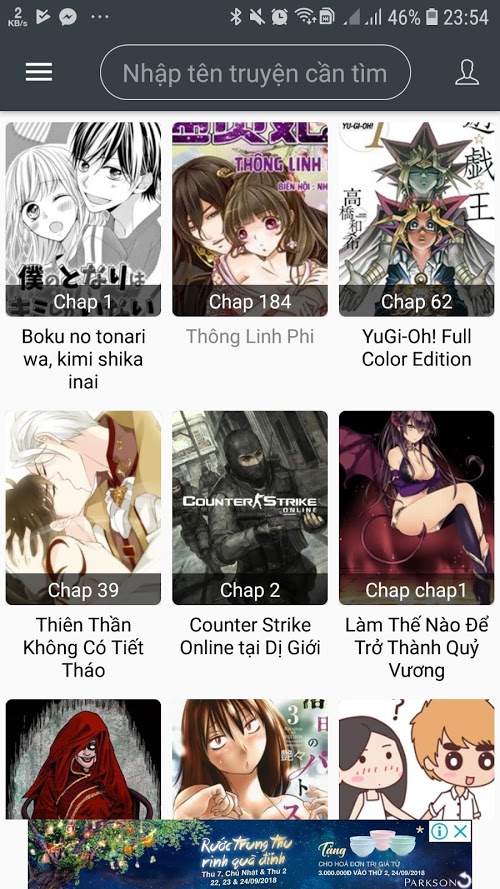 2
KB/s
46% 23:54
Nhập tên truyện cần tìm
僕のとなりは
Chap 1
Boku no tonari
wa, kimi shika
inai
THÔNG LINH
BIÊN HỘI : NH
Chap 184
Thông Linh Phi
YU-GI-OH!
遊☆戯☆王
高橋和希
Chap 62
YuGi-Oh! Full
Color Edition
Chap 39
Thiên Thần
Không Có Tiết
Tháo
COUNTER STRIKE
ONLINE
Chap 2
Counter Strike
Online tại Dị Giới
Chap chap1
Làm Thế Nào Để
Trở Thành Quỷ
Vương
3
艶々
?
Rước trung thu
rinh quà đỉnh
Thứ 7, Chủ Nhật & Thứ 2
22, 23 & 24/09/2018
Tặng
CHO HOÁ ĐƠN TRỊ GIÁ TỪ
3.000.000Đ VÀO THỨ 2, 24/09/2018
PARKSON